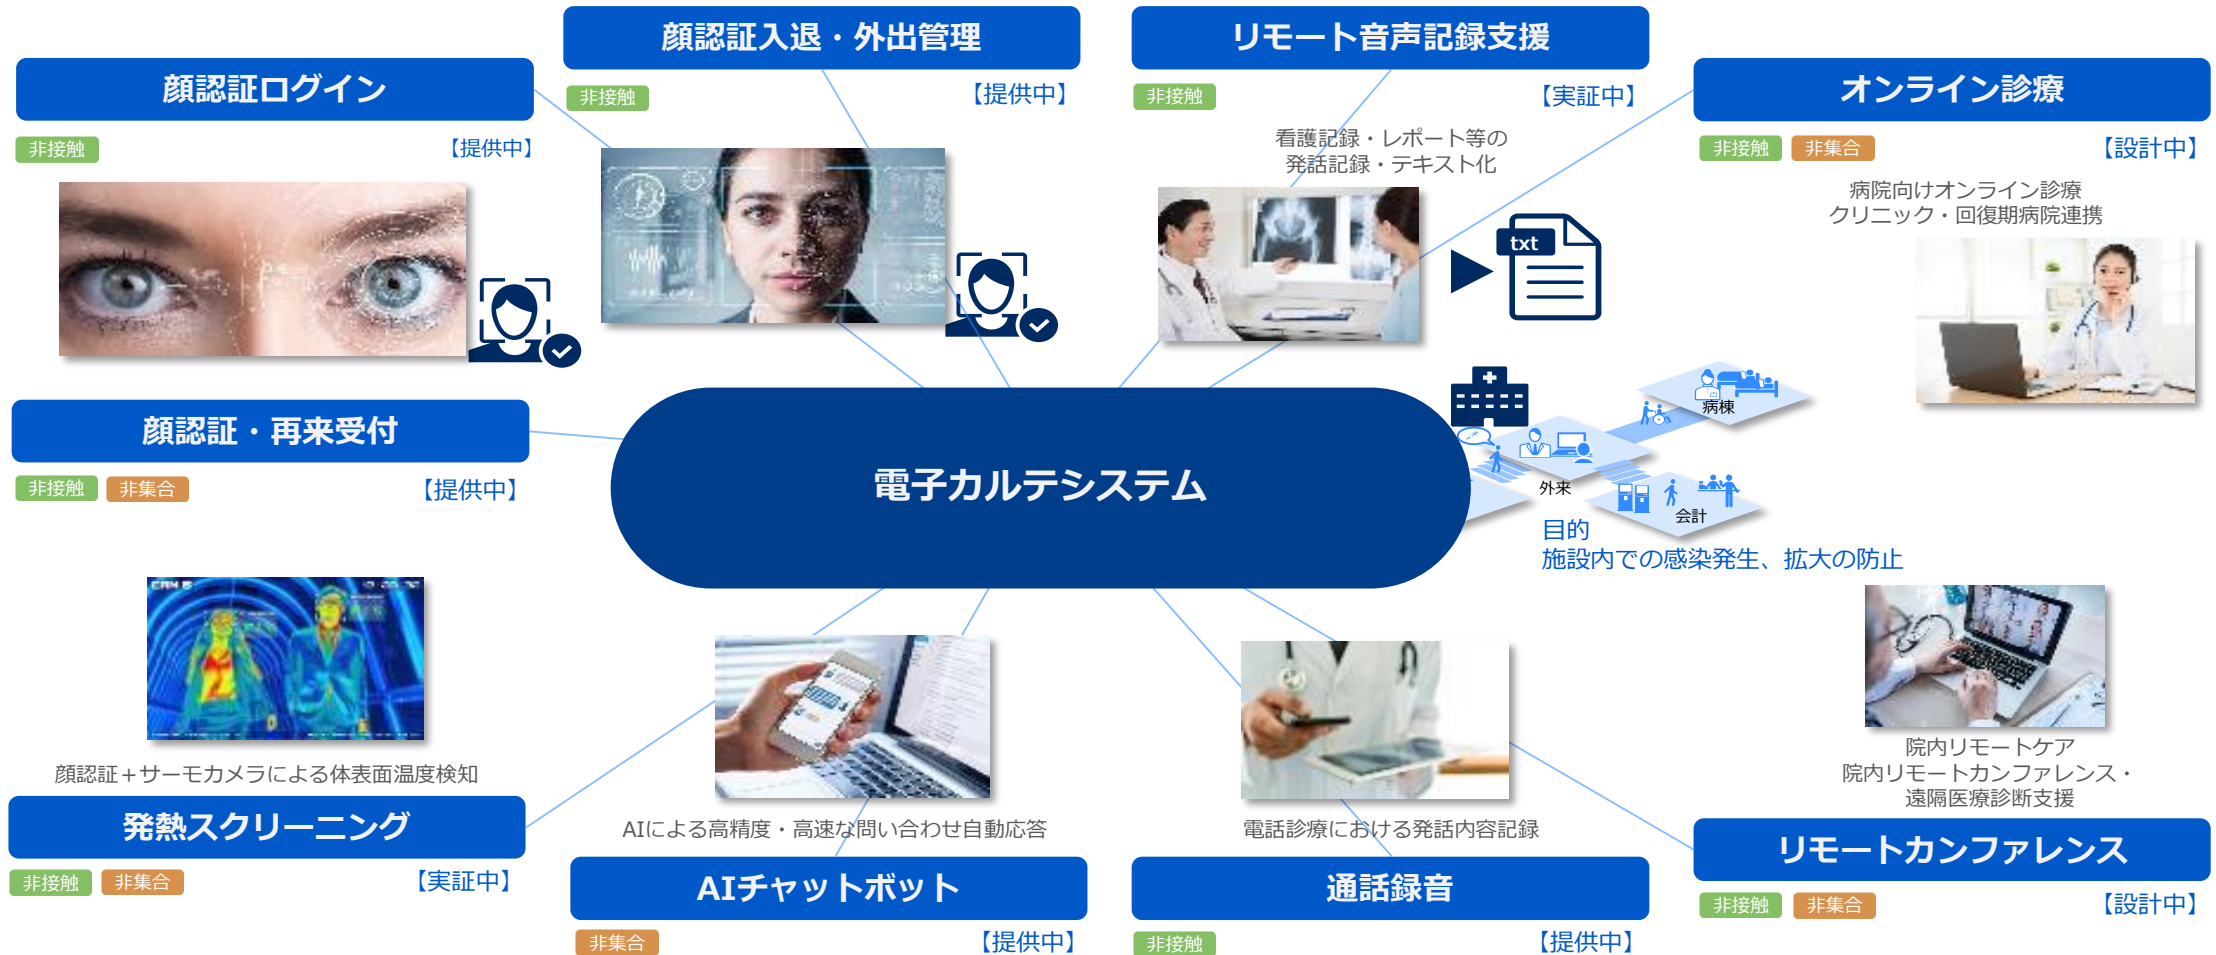 顔認証入退・外出管理
リモート音声記録支援
顔認証ログイン
オンライン診療
非接触
【提供中】
非接触
【実証中】
非接触
【提供中】
非接触
非集合
【設計中】
看護記録・レポート等の
発話記録・テキスト化
病院向けオンライン診療
クリニック・回復期病院連携
txt
顔認証・再来受付
非接触
非集合
【提供中】
電子カルテシステム
病棟
外来
会計
目的
施設内での感染発生、拡大の防止
顔認証＋サーモカメラによる体表面温度検知
発熱スクリーニング
非接触
非集合
【実証中】
AIによる高精度・高速な問い合わせ自動応答
AIチャットボット
非集合
【提供中】
電話診療における発話内容記録
通話録音
非接触
【提供中】
院内リモートケア
院内リモートカンファレンス・
遠隔医療診断支援
リモートカンファレンス
非接触
非集合
【設計中】